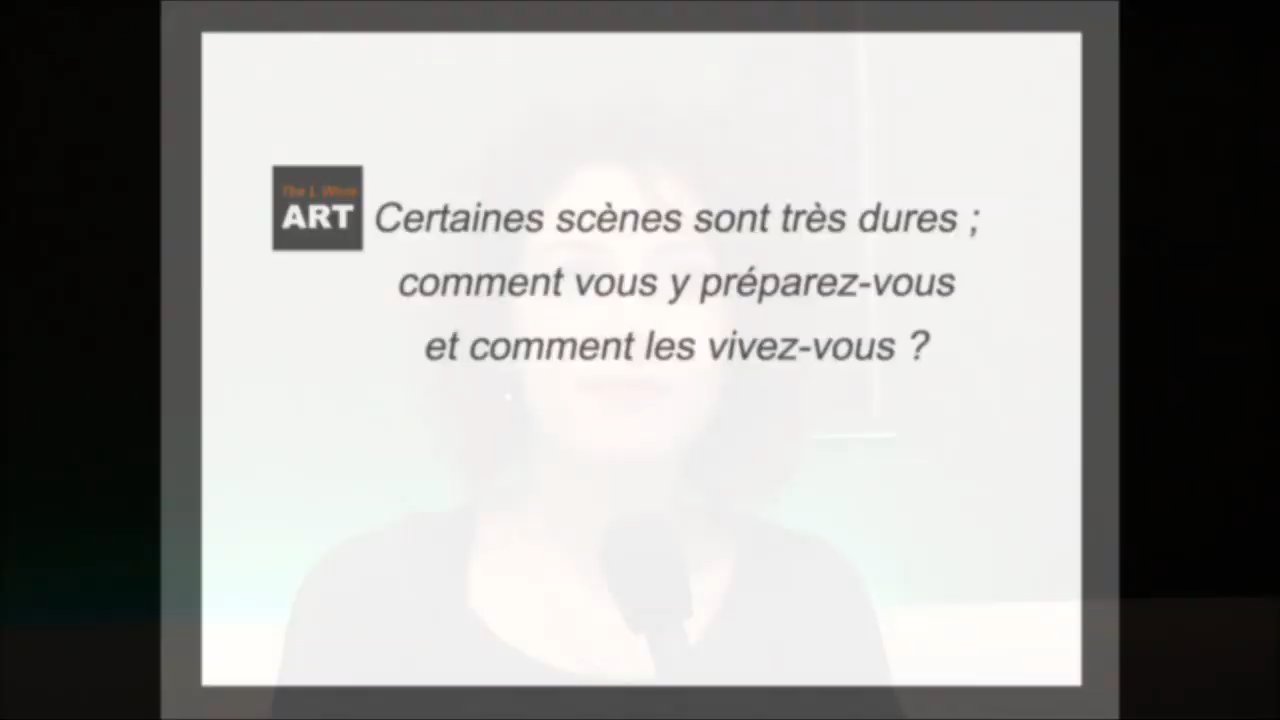 ART
Certaines scènes sont très dures ;
comment vous y préparez-vous
et comment les vivez-vous ?